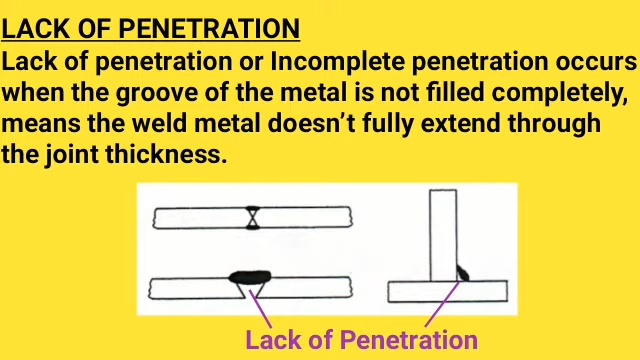 LACK OF PENETRATION
Lack of penetration or Incomplete penetration occurs
when the groove of the metal is not filled completely,
means the weld metal doesn’t fully extend through
the joint thickness.
Lack of Penetration